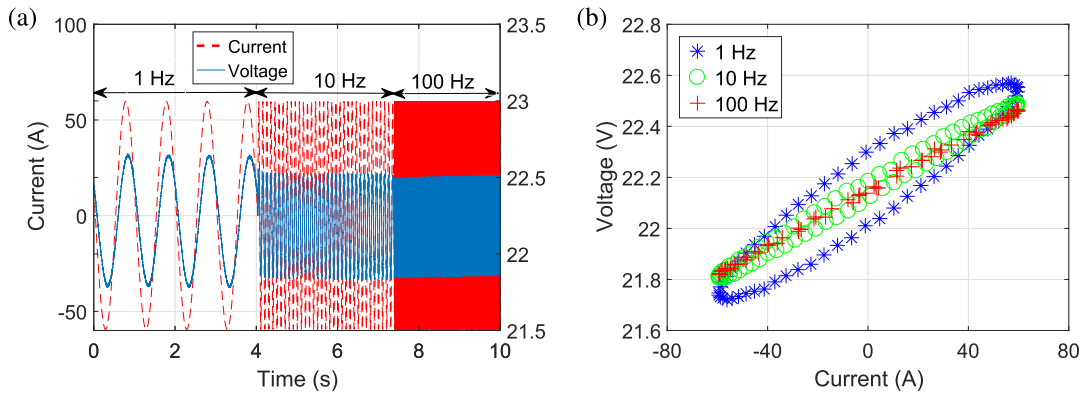 (a)
100
50
0
-50
Current (A)
23.5
23
22.5
22
21.5
0 2 4 6 8 10
Time (s)
Current
Voltage
1 Hz
10 Hz
100 Hz
(b)
22.8
22.6
22.4
22.2
22
21.8
21.6
Voltage (V)
-80 -40 0 40 80
Current (A)
1 Hz
10 Hz
100 Hz